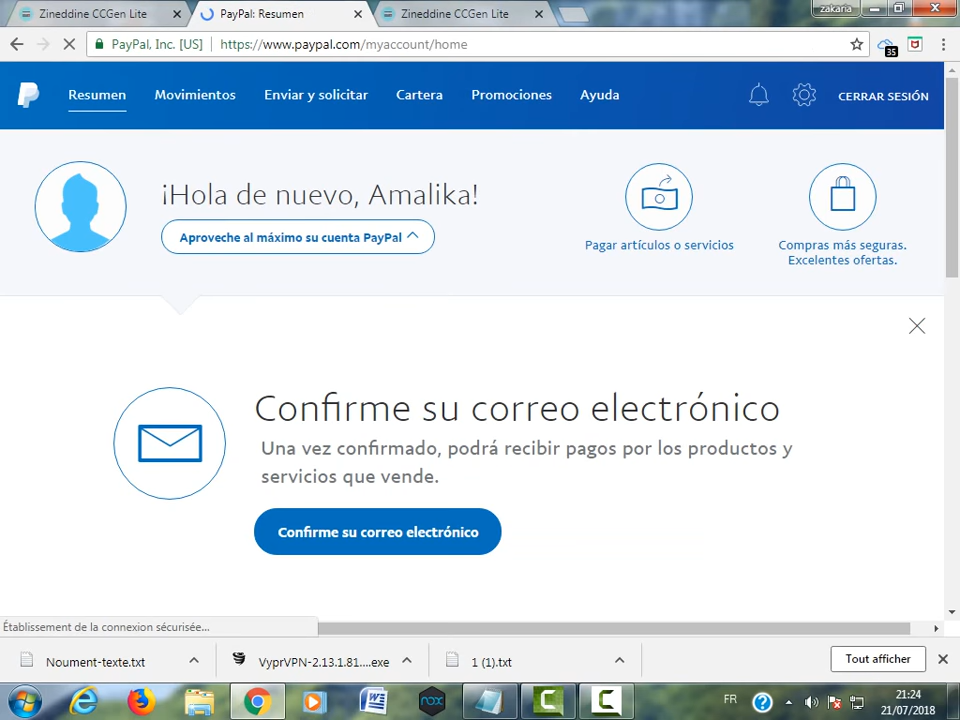 Zineddine CCGen Lite
PayPal: Resumen
Zineddine CCGen Lite
zakaria
PayPal, Inc. [US]
https://www.paypal.com/myaccount/home
35
Resumen
Movimientos
Enviar y solicitar
Cartera
Promociones
Ayuda
CERRAR SESIÓN
¡Hola de nuevo, Amalika!
Aproveche al máximo su cuenta PayPal
Pagar artículos o servicios
Compras más seguras.
Excelentes ofertas.
Confirme su correo electrónico
Una vez confirmado, podrá recibir pagos por los productos y
servicios que vende.
Confirme su correo electrónico
Établissement de la connexion sécurisée...
Noument-texte.txt
VyprVPN-2.13.1.81....exe
1 (1).txt
Tout afficher
nox
FR
21:24
21/07/2018